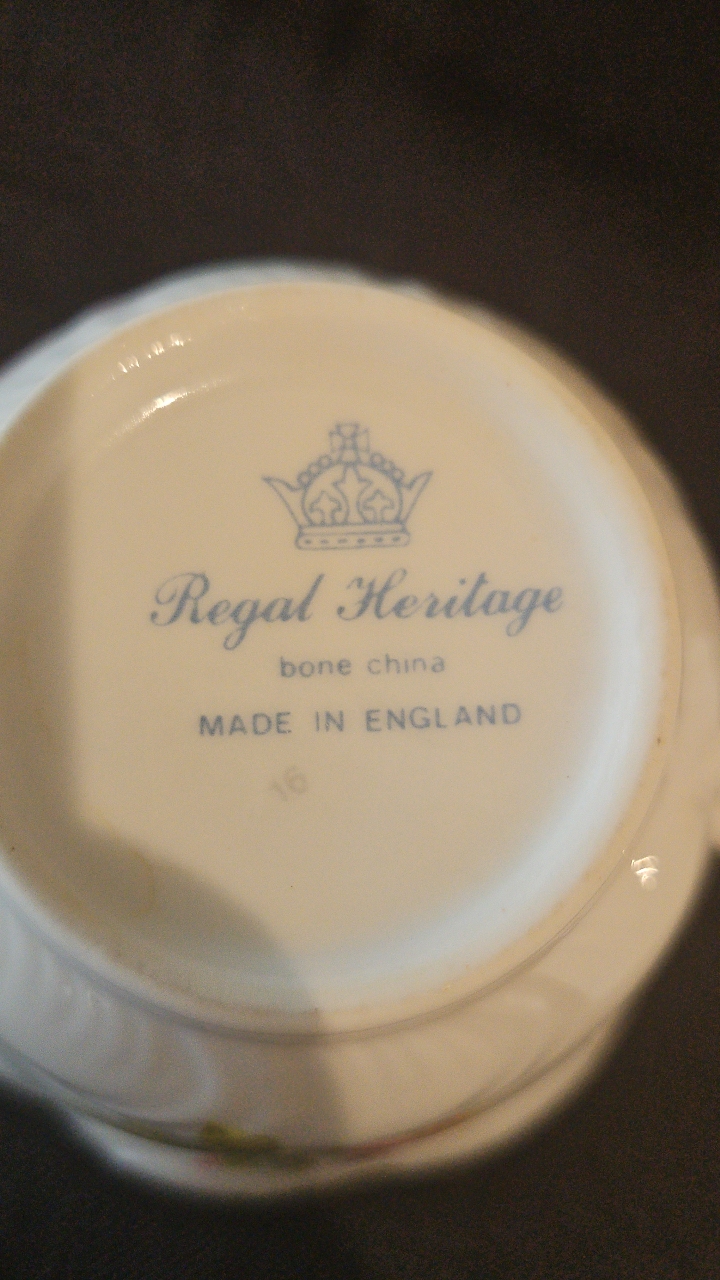 Regal Heritage
bone china
MADE IN ENGLAND
16